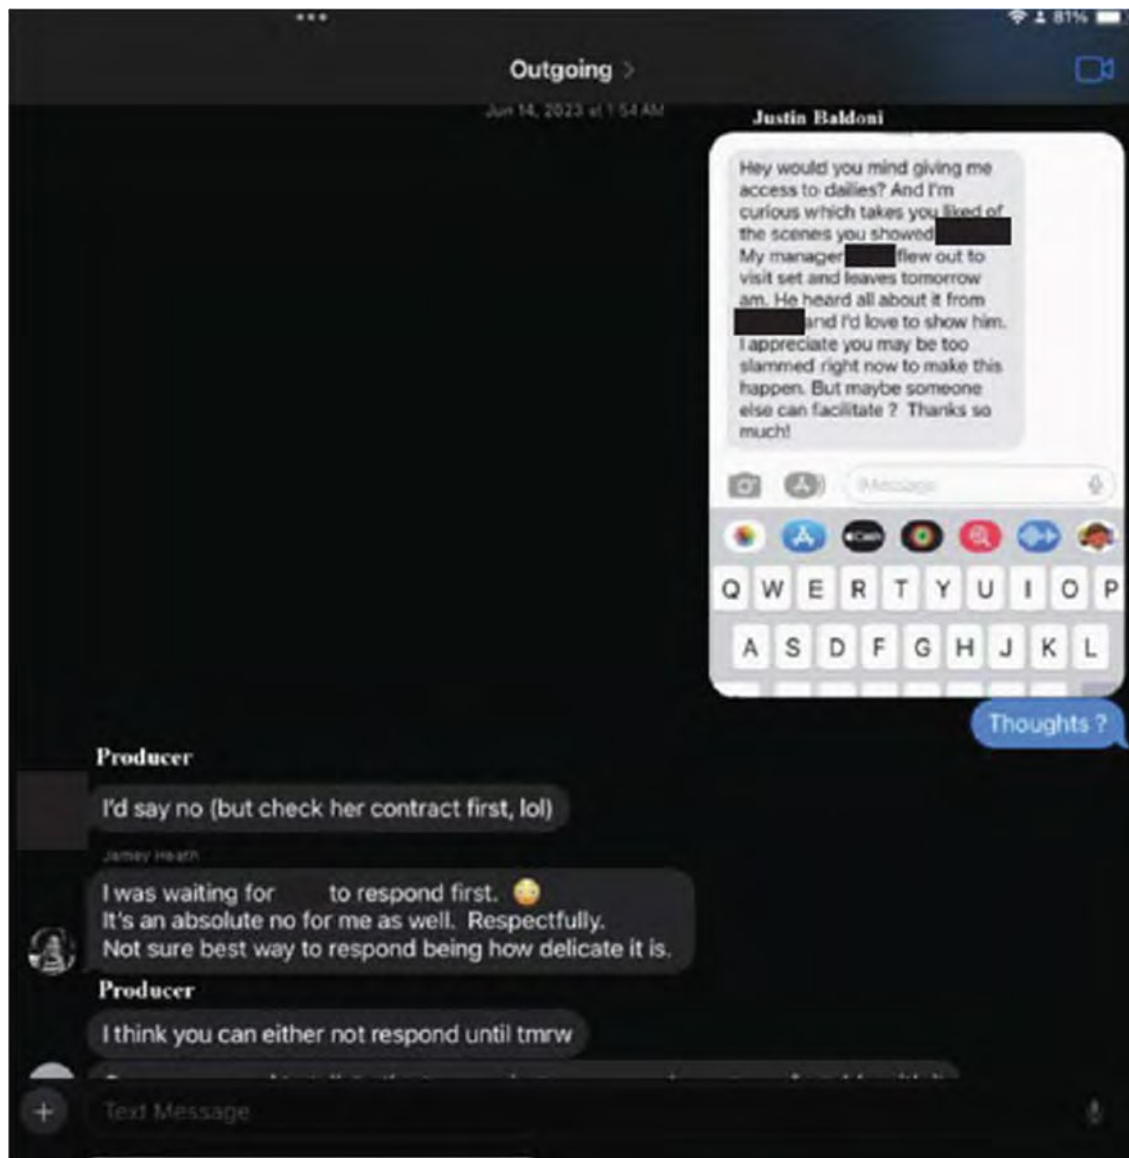 81%
Outgoing >
Jun 14, 2023 at 1:54 AM
Justin Baldoni
Hey would you mind giving me
access to dailies? And I'm
curious which takes you liked of
the scenes you showed
My manager flew out to
visit set and leaves tomorrow
am. He heard all about it from
and I'd love to show him.
I appreciate you may be too
slammed right now to make this
happen. But maybe someone
else can facilitate ? Thanks so
much!
iMessage
Cash
Q W E R T Y U I O P
A S D F G H J K L
Thoughts ?
Producer
I'd say no (but check her contract first, lol)
Jamey Heath
I was waiting for to respond first. 😳
It's an absolute no for me as well. Respectfully.
Not sure best way to respond being how delicate it is.
Producer
I think you can either not respond until tmrw
Text Message